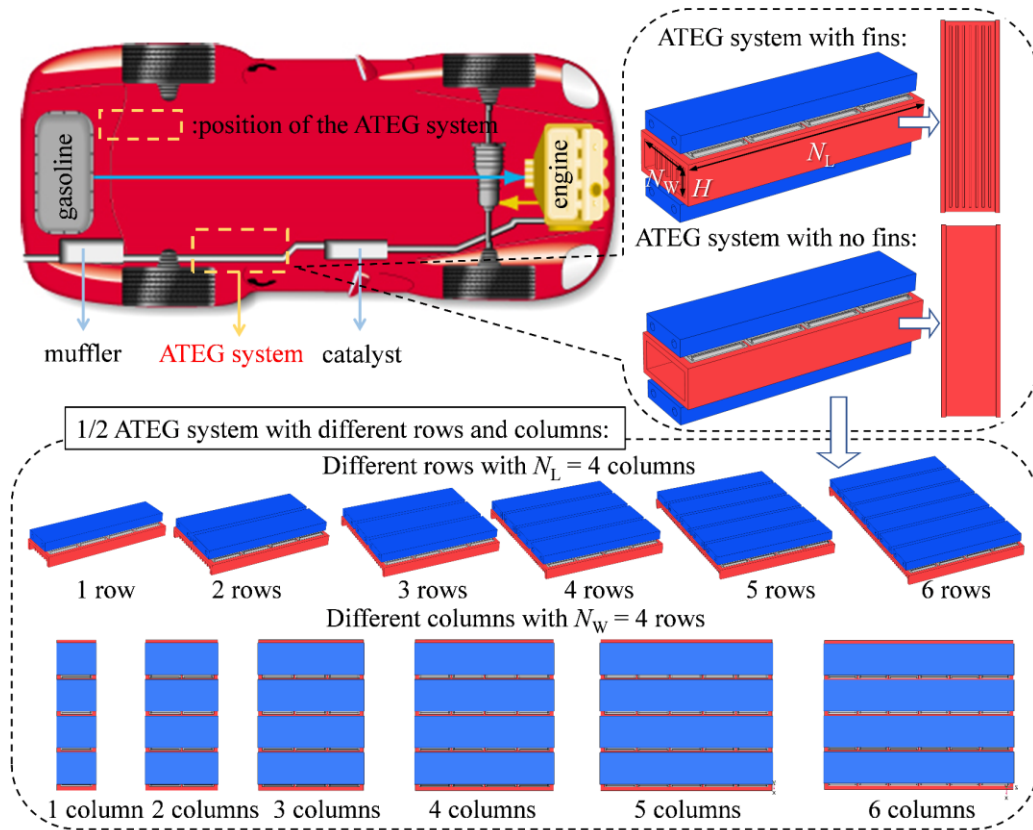 ATEG system with fins:
:position of the ATEG system
gasoline
engine
N_L
N_W
H
ATEG system with no fins:
muffler
ATEG system
catalyst
1/2 ATEG system with different rows and columns:
Different rows with N_L = 4 columns
1 row
2 rows
3 rows
4 rows
5 rows
6 rows
Different columns with N_W = 4 rows
1 column
2 columns
3 columns
4 columns
5 columns
6 columns